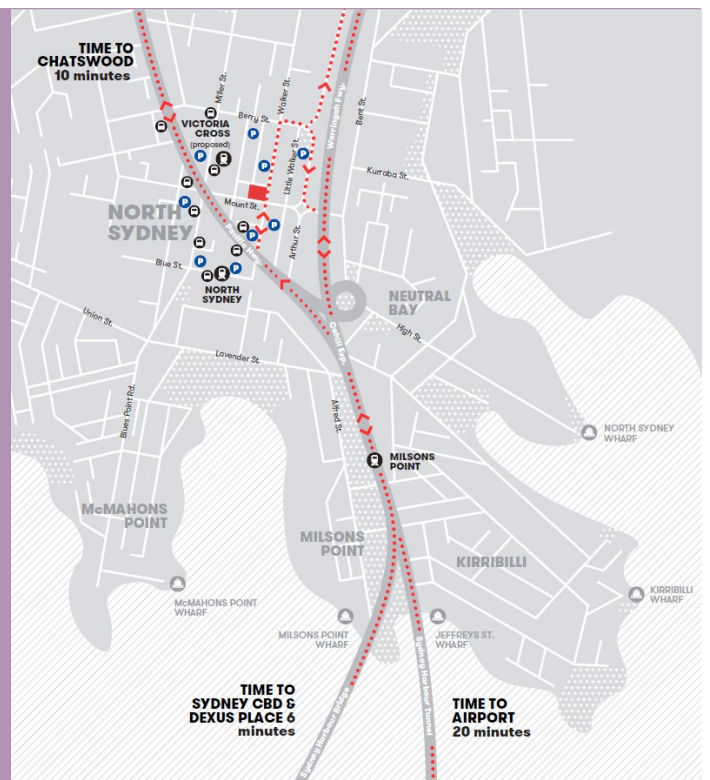 TIME TO
CHATSWOOD
10 minutes
Miller St.
Walker St.
Warringah Fwy.
Bent St.
Berry St.
VICTORIA
CROSS
(proposed)
P
P
P
P
Little Walker St.
Kurraba St.
Mount St.
P
NORTH
SYDNEY
P
P
Arthur St.
Pacific Hwy.
Blue St.
P
P
NORTH
SYDNEY
NEUTRAL
BAY
Union St.
Cahill Exp.
High St.
Lavender St.
Blues Point Rd.
Alfred St.
NORTH SYDNEY
WHARF
MILSONS
POINT
McMAHONS
POINT
MILSONS
POINT
KIRRIBILLI
McMAHONS POINT
WHARF
KIRRIBILLI
WHARF
MILSONS POINT
WHARF
JEFFREYS ST.
WHARF
Sydney Harbour Tunnel
Sydney Harbour Bridge
TIME TO
SYDNEY CBD &
DEXUS PLACE 6
minutes
TIME TO
AIRPORT
20 minutes